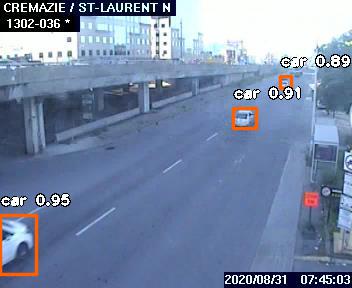 CREMAZIE / ST-LAURENT N
1302-036 *
car 0.89
car 0.91
car 0.95
2020/08/31 07:45:03